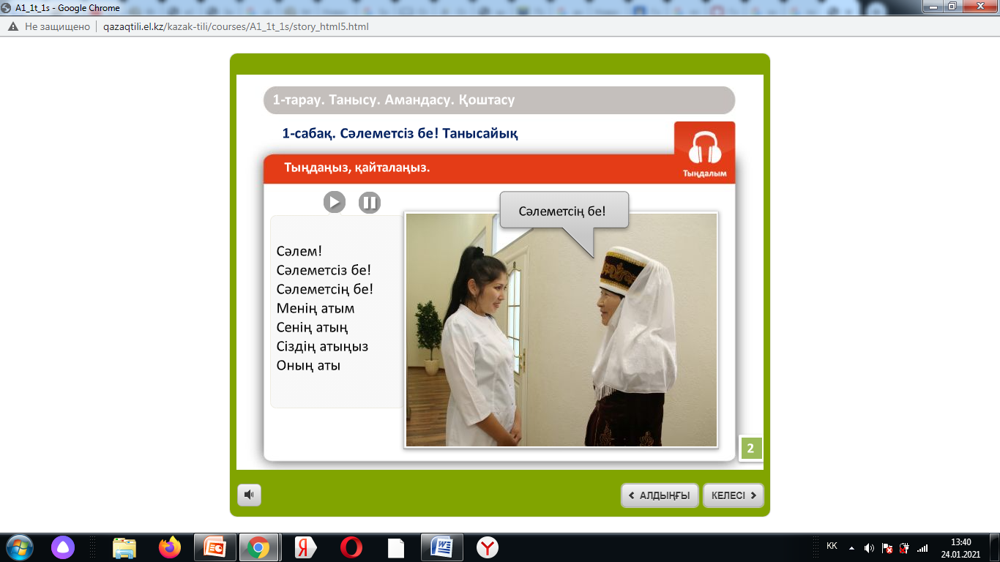 A1_1t_1s - Google Chrome
Не защищено
qazaqtili.el.kz/kazak-tili/courses/A1_1t_1s/story_html5.html
1-тарау. Танысу. Амандасу. Қоштасу
1-сабақ. Сәлеметсіз бе! Танысайық
Тыңдаңыз, қайталаңыз.
Тыңдалым
Сәлеметсің бе!
Сәлем!
Сәлеметсіз бе!
Сәлеметсің бе!
Менің атым
Сенің атың
Сіздің атыңыз
Оның аты
2
АЛДЫҢҒЫ
КЕЛЕСІ
KK
13:40
24.01.2021